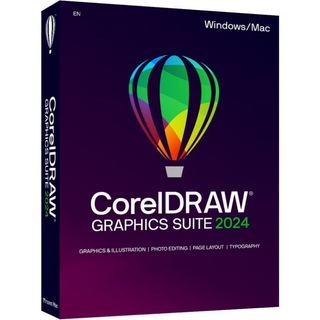 Windows/Mac
EN
CorelDRAW®
GRAPHICS SUITE 2024
GRAPHICS & ILLUSTRATION | PHOTO EDITING | PAGE LAYOUT | TYPOGRAPHY
CorelDRAW®
GRAPHICS SUITE 2024